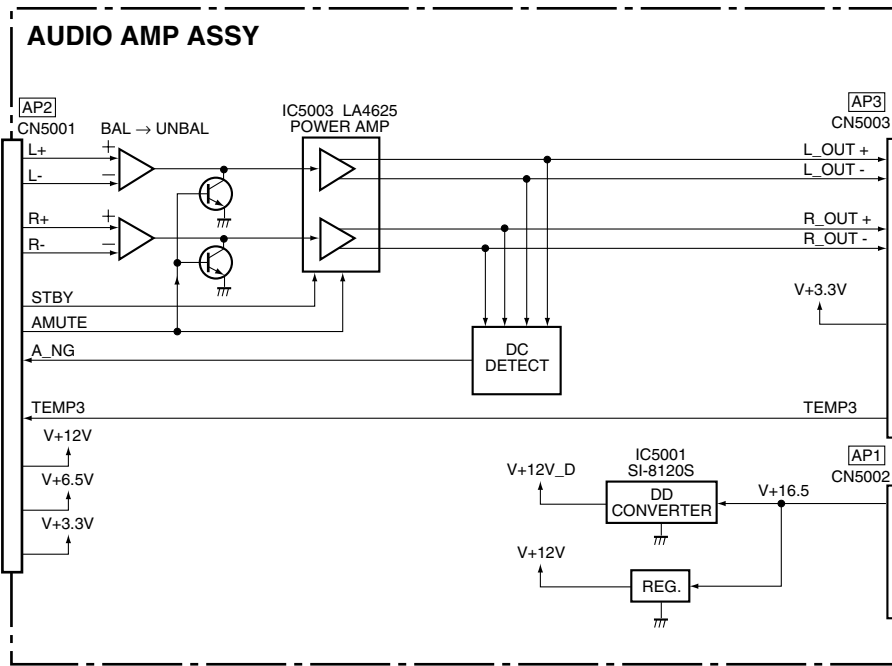 AUDIO AMP ASSY
AP2
CN5001
BAL → UNBAL
IC5003 LA4625
POWER AMP
AP3
CN5003
L+
L-
R+
R-
+
−
+
−
STBY
AMUTE
A_NG
TEMP3
L_OUT +
L_OUT -
R_OUT +
R_OUT -
V+3.3V
DC
DETECT
TEMP3
V+12V
V+6.5V
V+3.3V
AP1
CN5002
IC5001
SI-8120S
V+12V_D
DD
CONVERTER
V+16.5
V+12V
REG.